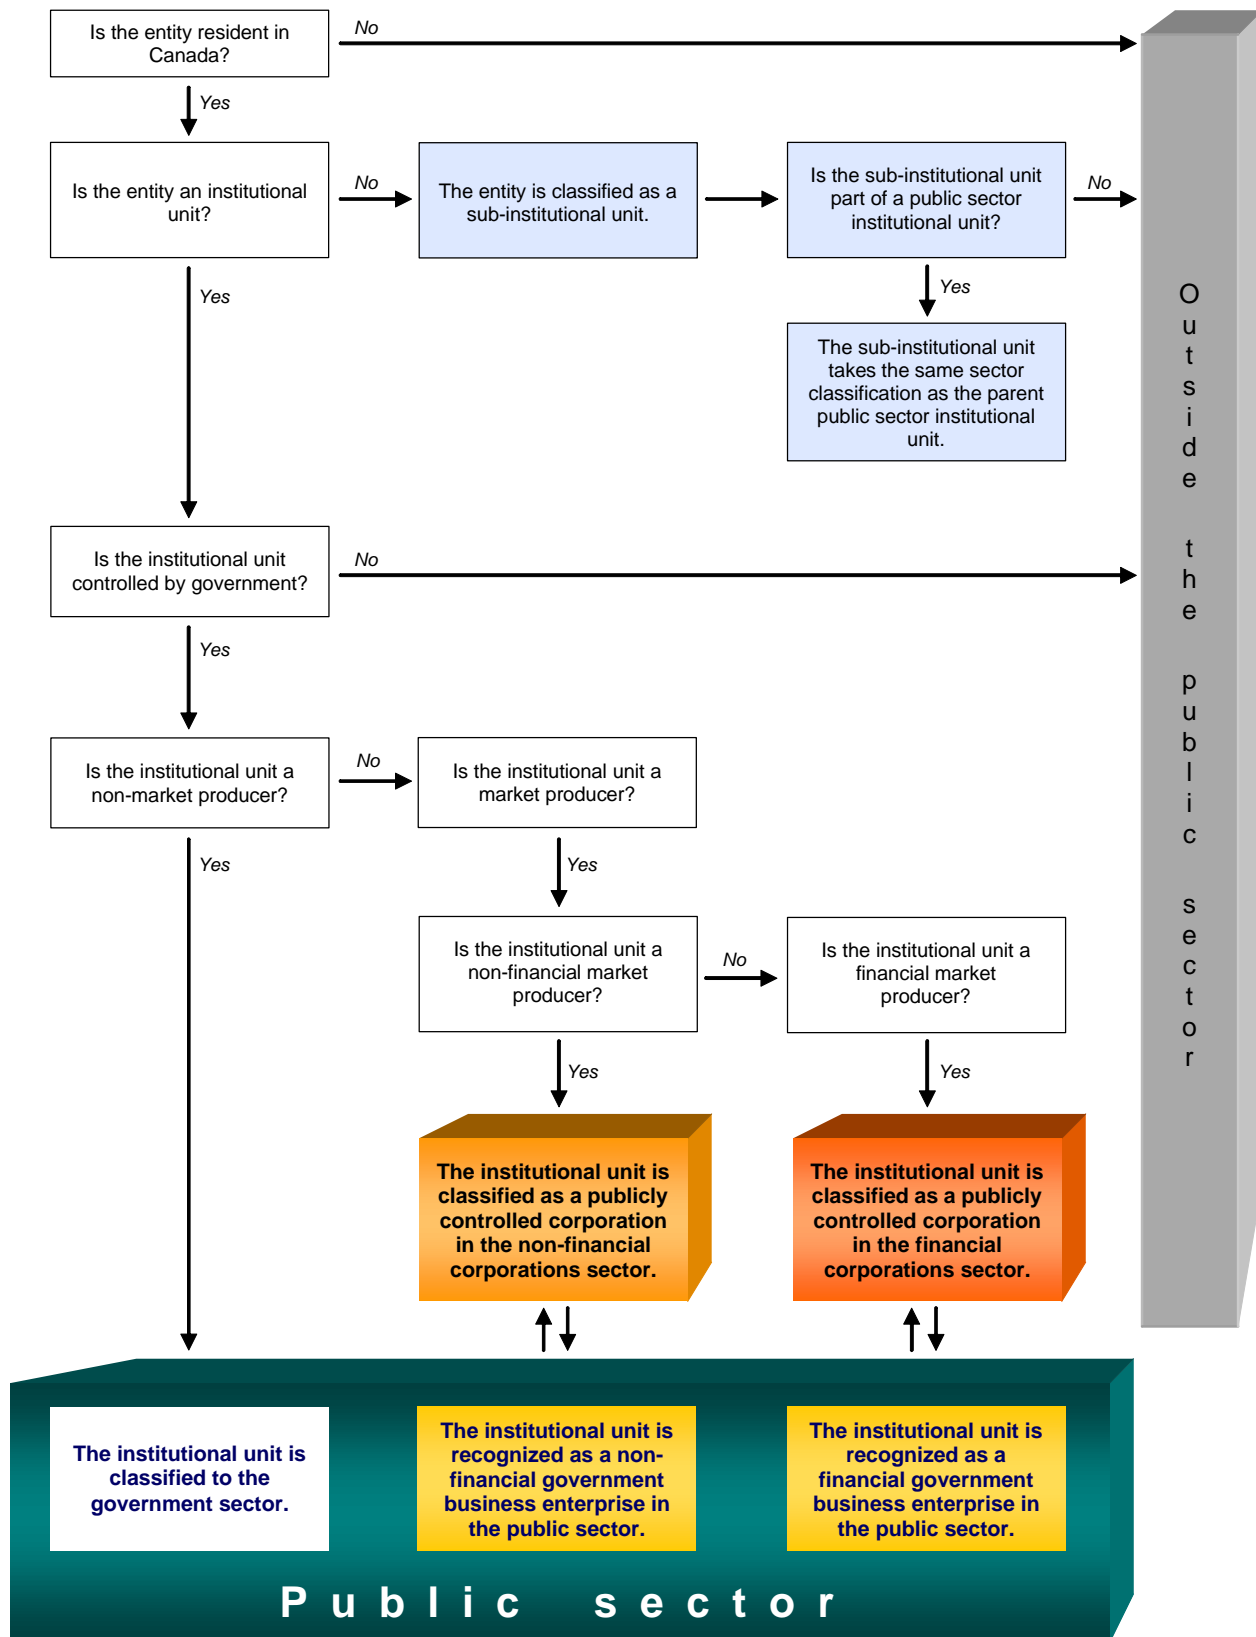 Is the entity resident in
Canada?
No
Yes
Is the entity an institutional
unit?
No
The entity is classified as a
sub-institutional unit.
Is the sub-institutional unit
part of a public sector
institutional unit?
No
Yes
Yes
The sub-institutional unit
takes the same sector
classification as the parent
public sector institutional
unit.
Is the institutional unit
controlled by government?
No
Yes
Is the institutional unit a
non-market producer?
No
Is the institutional unit a
market producer?
Yes
Yes
Is the institutional unit a
non-financial market
producer?
No
Is the institutional unit a
financial market
producer?
Yes
Yes
The institutional unit is
classified as a publicly
controlled corporation
in the non-financial
corporations sector.
The institutional unit is
classified as a publicly
controlled corporation
in the financial
corporations sector.
Outside the public sector
The institutional unit is
classified to the
government sector.
The institutional unit is
recognized as a non-
financial government
business enterprise in
the public sector.
The institutional unit is
recognized as a
financial government
business enterprise in
the public sector.
Public sector